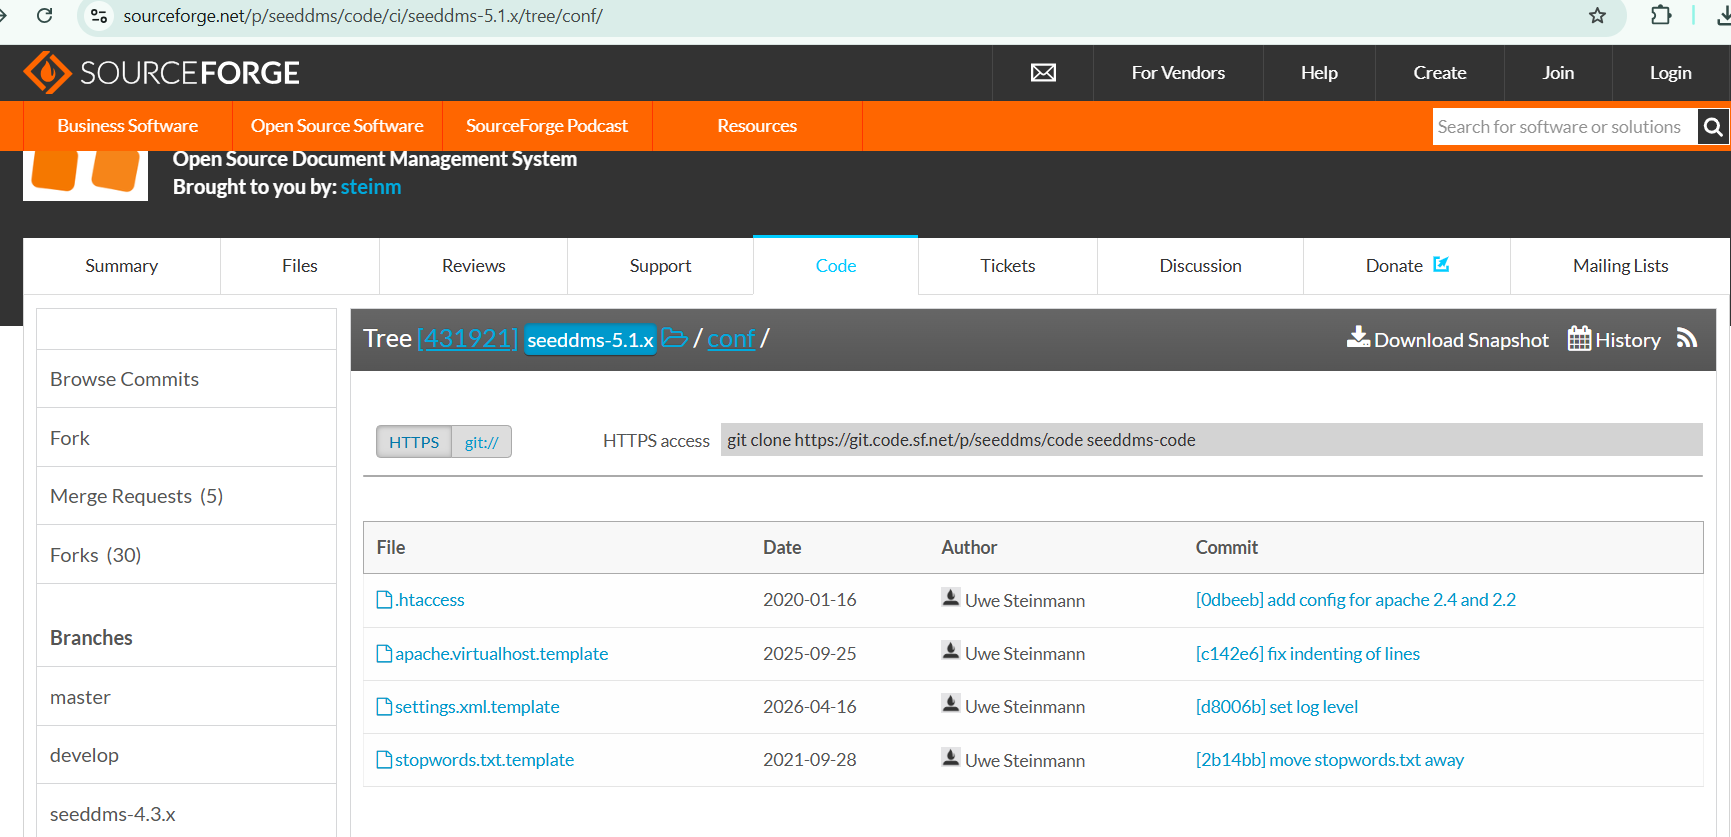 sourceforge.net/p/seeddms/code/ci/seeddms-5.1.x/tree/conf/
SOURCEFORGE
For Vendors
Help
Create
Join
Login
Business Software
Open Source Software
SourceForge Podcast
Resources
Search for software or solutions
Open Source Document Management System
Brought to you by: steinm
Summary
Files
Reviews
Support
Code
Tickets
Discussion
Donate
Mailing Lists
Browse Commits
Fork
Merge Requests (5)
Forks (30)
Branches
master
develop
seeddms-4.3.x
Tree [431921] seeddms-5.1.x / conf /
Download Snapshot
History
HTTPS git://
HTTPS access git clone https://git.code.sf.net/p/seeddms/code seeddms-code
File Date Author Commit
.htaccess 2020-01-16 Uwe Steinmann [0dbeeb] add config for apache 2.4 and 2.2
apache.virtualhost.template 2025-09-25 Uwe Steinmann [c142e6] fix indenting of lines
settings.xml.template 2026-04-16 Uwe Steinmann [d8006b] set log level
stopwords.txt.template 2021-09-28 Uwe Steinmann [2b14bb] move stopwords.txt away